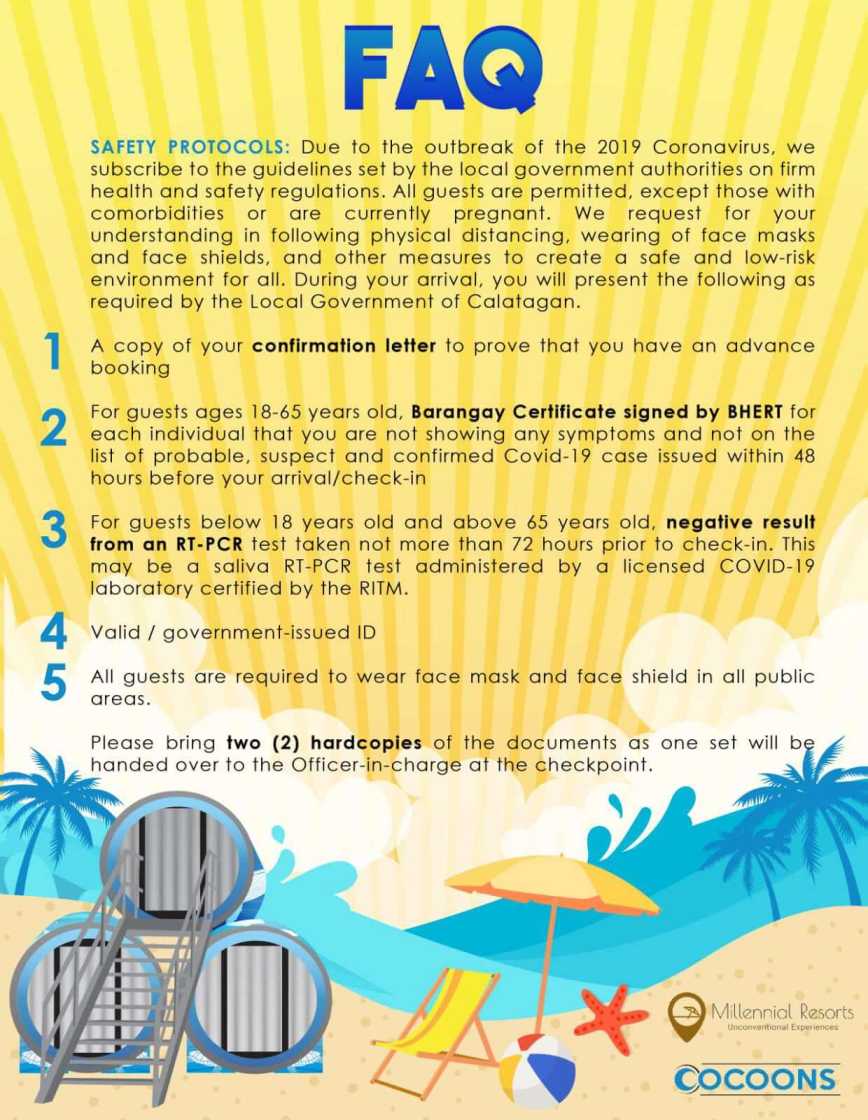 FAQ
SAFETY PROTOCOLS: Due to the outbreak of the 2019 Coronavirus, we
subscribe to the guidelines set by the local government authorities on firm
health and safety regulations. All guests are permitted, except those with
comorbidities or are currently pregnant. We request for your
understanding in following physical distancing, wearing of face masks
and face shields, and other measures to create a safe and low-risk
environment for all. During your arrival, you will present the following as
required by the Local Government of Calatagan.
1 A copy of your confirmation letter to prove that you have an advance
booking
2 For guests ages 18-65 years old, Barangay Certificate signed by BHERT for
each individual that you are not showing any symptoms and not on the
list of probable, suspect and confirmed Covid-19 case issued within 48
hours before your arrival/check-in
3 For guests below 18 years old and above 65 years old, negative result
from an RT-PCR test taken not more than 72 hours prior to check-in. This
may be a saliva RT-PCR test administered by a licensed COVID-19
laboratory certified by the RITM.
4 Valid / government-issued ID
5 All guests are required to wear face mask and face shield in all public
areas.
Please bring two (2) hardcopies of the documents as one set will be
handed over to the Officer-in-charge at the checkpoint.
Millennial Resorts
Unconventional Experiences
COCOONS